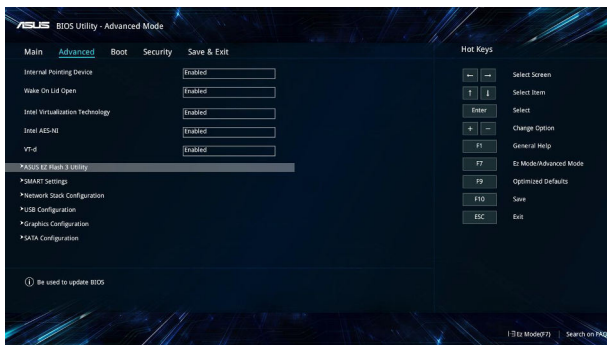 ASUS BIOS Utility - Advanced Mode
Main Advanced Boot Security Save & Exit
Internal Pointing Device Enabled
Wake On Lid Open Enabled
Intel Virtualization Technology Enabled
Intel AES-NI Enabled
VT-d Enabled
ASUS EZ Flash 3 Utility
SMART Settings
Network Stack Configuration
USB Configuration
Graphics Configuration
SATA Configuration
Be used to update BIOS
Hot Keys
← → Select Screen
↑ ↓ Select Item
Enter Select
+ - Change Option
F1 General Help
F7 Ez Mode/Advanced Mode
F9 Optimized Defaults
F10 Save
ESC Exit
Ez Mode(F7) | Search on FAQ